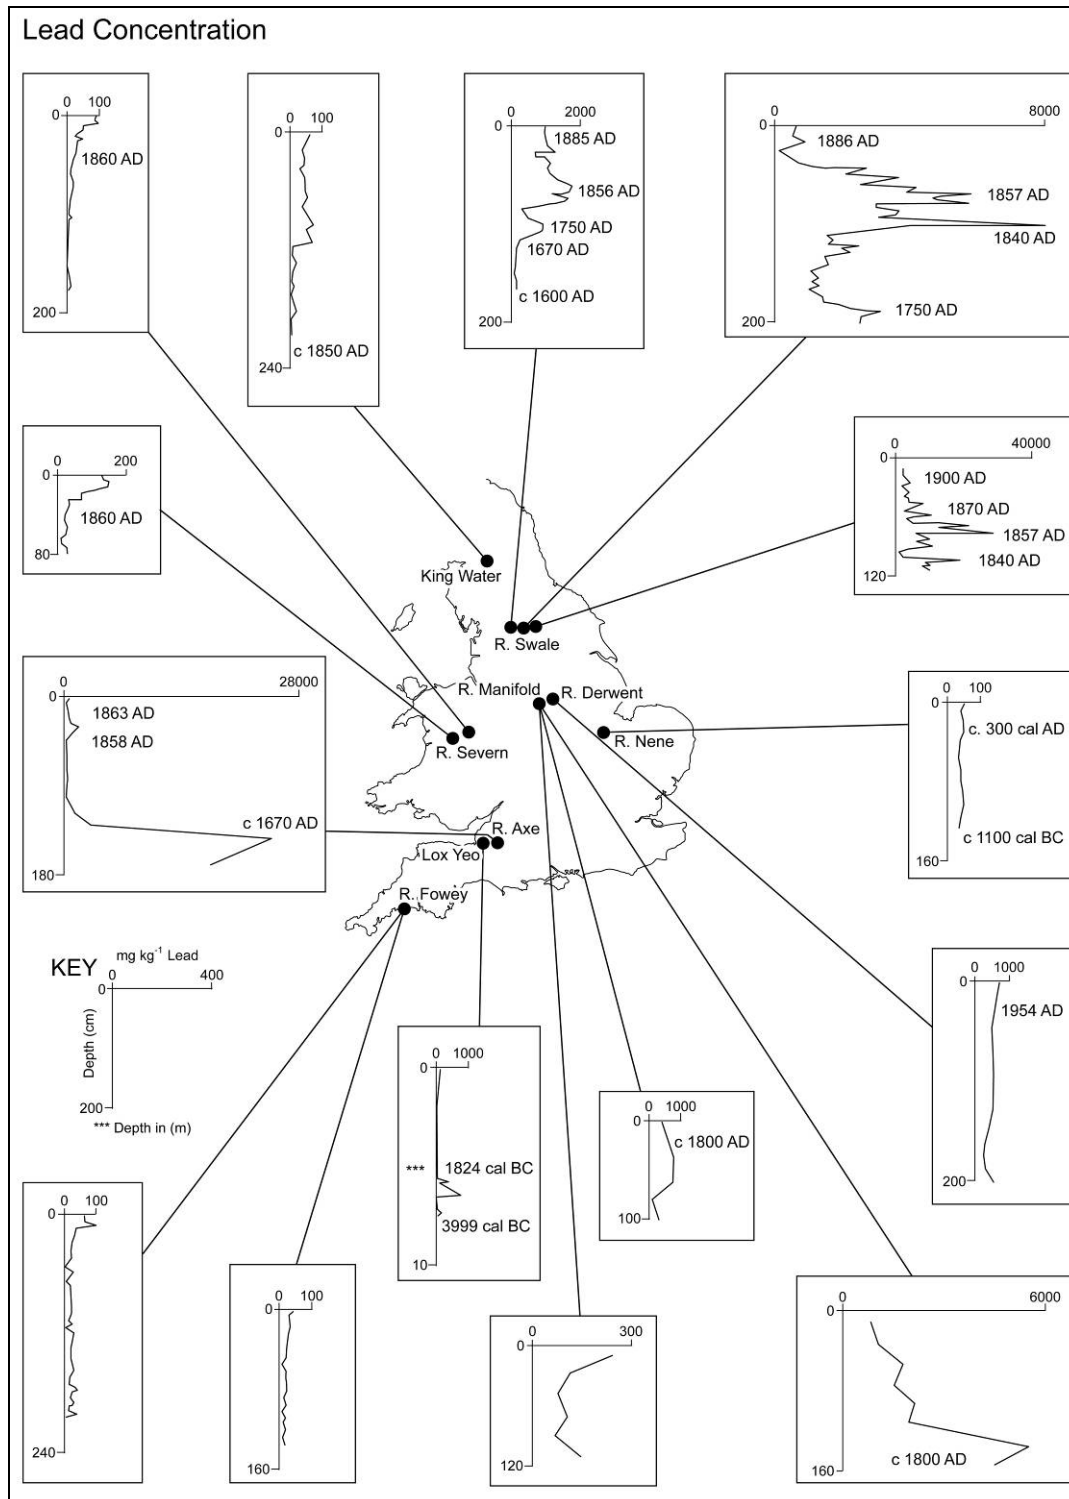 Lead Concentration
0 100
0
1860 AD
200
0 100
0
c 1850 AD
240
0 2000
0
1885 AD
1856 AD
1750 AD
1670 AD
c 1600 AD
200
0 8000
0
1886 AD
1857 AD
1840 AD
1750 AD
200
0 200
0
1860 AD
80
0 40000
0
1900 AD
1870 AD
1857 AD
1840 AD
120
King Water
R. Swale
R. Manifold
R. Derwent
R. Severn
R. Nene
R. Axe
Lox Yeo
R. Fowey
0 28000
0
1863 AD
1858 AD
c 1670 AD
180
0 100
0
c. 300 cal AD
c 1100 cal BC
160
KEY
mg kg-1 Lead
0 400
0
Depth (cm)
200
*** Depth in (m)
0 1000
0
1954 AD
200
0 1000
0
***
1824 cal BC
3999 cal BC
10
0 1000
0
c 1800 AD
100
0 100
0
240
0 100
0
160
0 300
0
120
0 6000
0
c 1800 AD
160